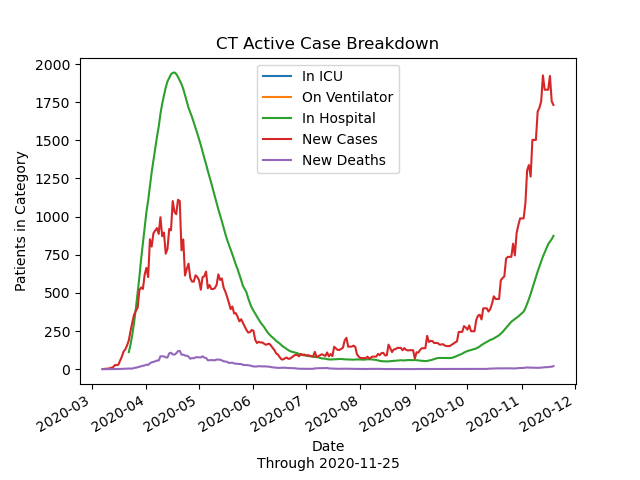 CT Active Case Breakdown
2000
1750
1500
1250
1000
750
500
250
0
Patients in Category
In ICU
On Ventilator
In Hospital
New Cases
New Deaths
2020-03
2020-04
2020-05
2020-06
2020-07
2020-08
2020-09
2020-10
2020-11
2020-12
Date
Through 2020-11-25